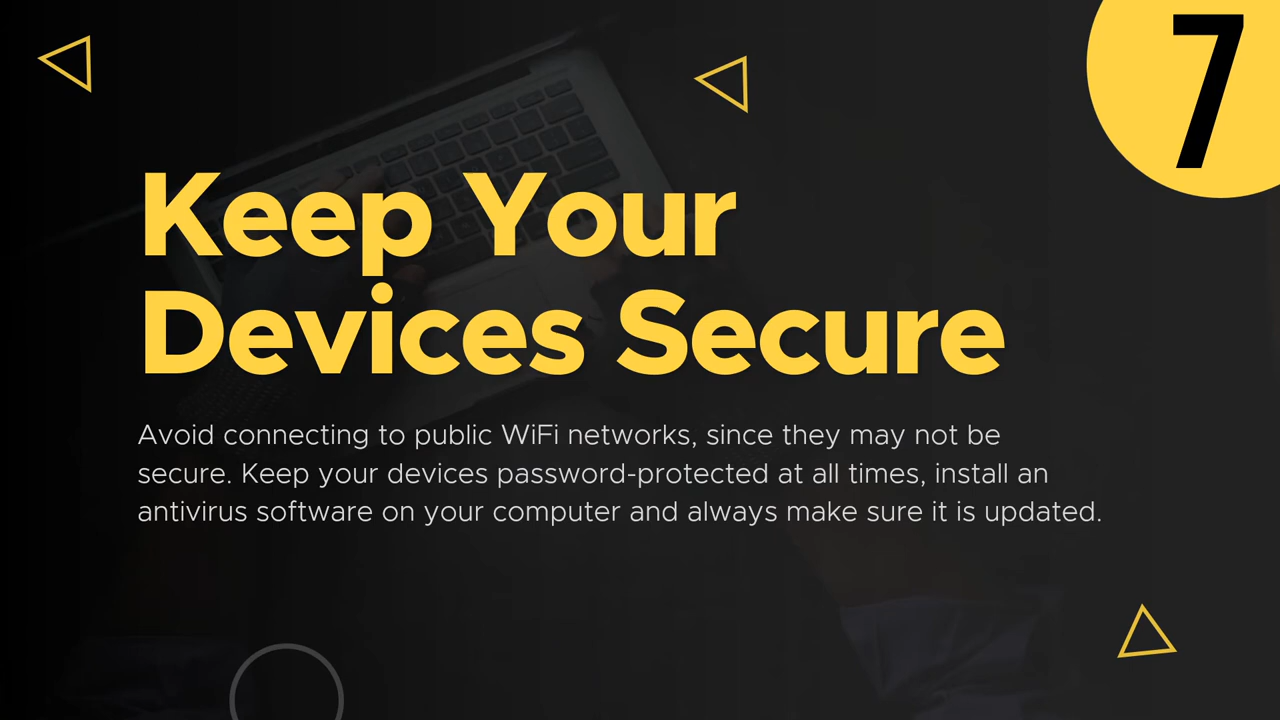 7
Keep Your
Devices Secure
Avoid connecting to public WiFi networks, since they may not be
secure. Keep your devices password-protected at all times, install an
antivirus software on your computer and always make sure it is updated.